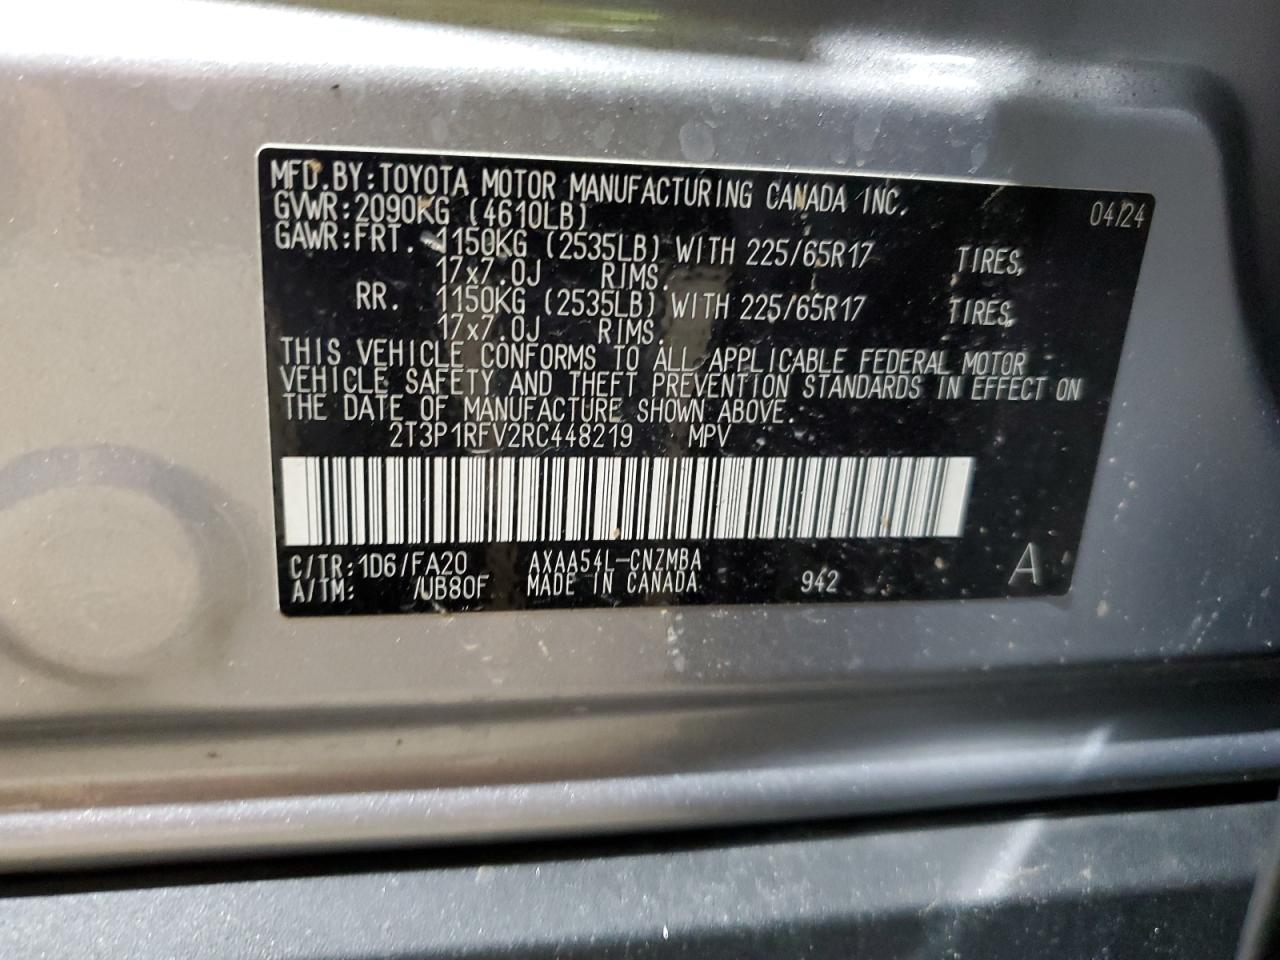 MFD.BY:TOYOTA MOTOR MANUFACTURING CANADA INC.
GVWR:2090KG (4610LB) 04/24
GAWR:FRT. 1150KG (2535LB) WITH 225/65R17 TIRES,
17x7.0J RIMS.
RR. 1150KG (2535LB) WITH 225/65R17 TIRES,
17x7.0J RIMS.
THIS VEHICLE CONFORMS TO ALL APPLICABLE FEDERAL MOTOR
VEHICLE SAFETY AND THEFT PREVENTION STANDARDS IN EFFECT ON
THE DATE OF MANUFACTURE SHOWN ABOVE.
2T3P1RFV2RC448219 MPV
C/TR:1D6/FA20 AXAA54L-CNZMBA
A/TM: /UB80F MADE IN CANADA 942 A